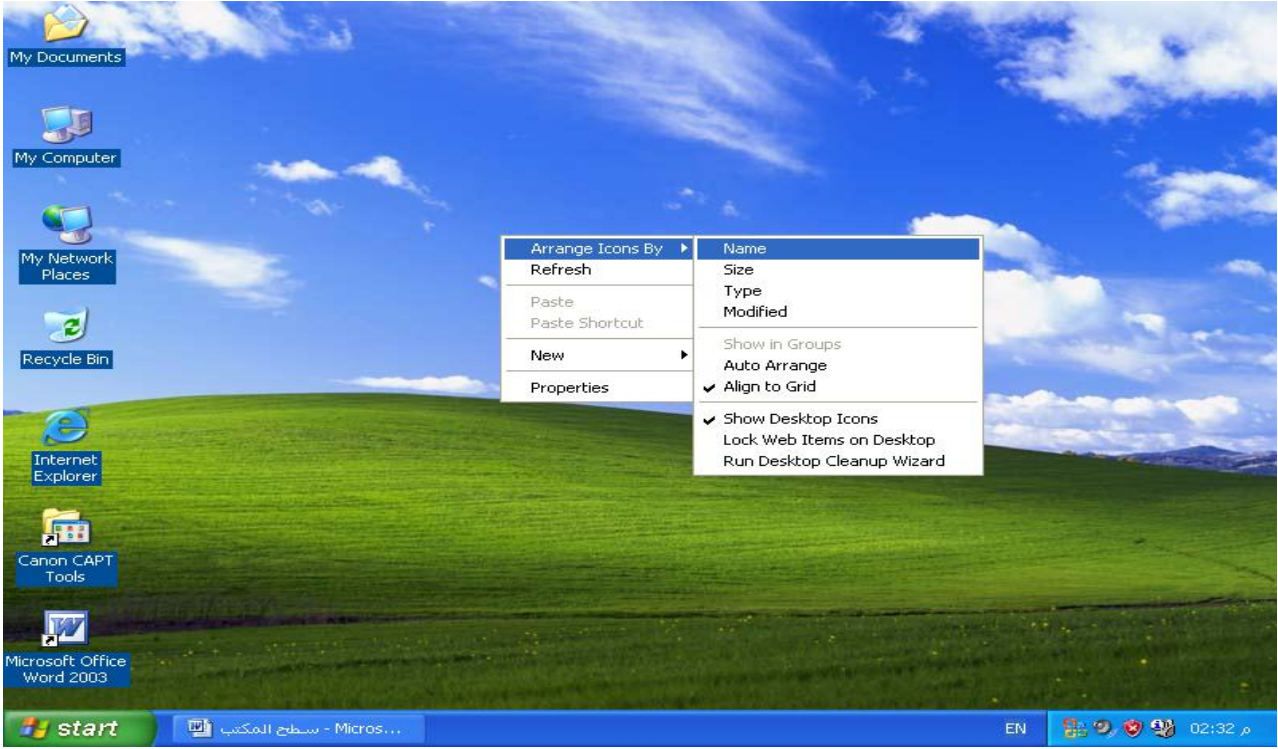 My Documents
My Computer
My Network
Places
Recycle Bin
Internet
Explorer
Canon CAPT
Tools
Microsoft Office
Word 2003
Arrange Icons By
Refresh
Paste
Paste Shortcut
New
Properties
Name
Size
Type
Modified
Show in Groups
Auto Arrange
Align to Grid
Show Desktop Icons
Lock Web Items on Desktop
Run Desktop Cleanup Wizard
start
سطح المكتب - Micros...
EN
02:32 م